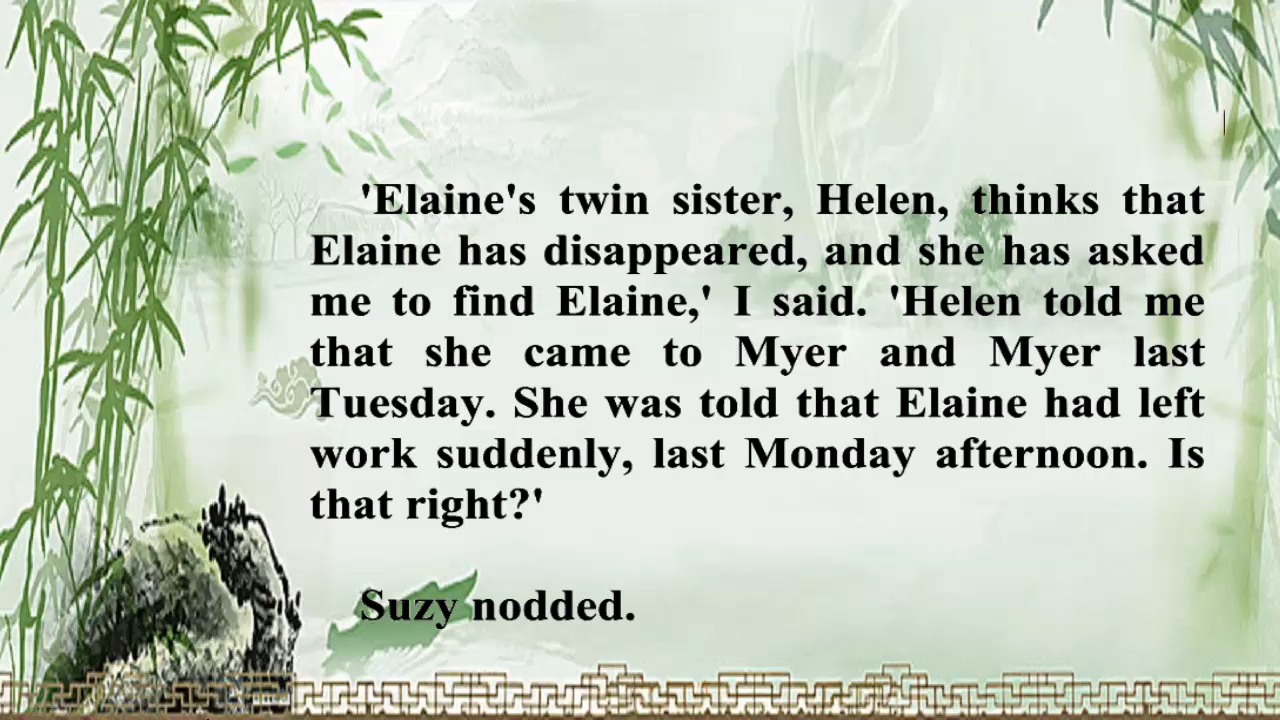 'Elaine's twin sister, Helen, thinks that
Elaine has disappeared, and she has asked
me to find Elaine,' I said. 'Helen told me
that she came to Myer and Myer last
Tuesday. She was told that Elaine had left
work suddenly, last Monday afternoon. Is
that right?'
Suzy nodded.